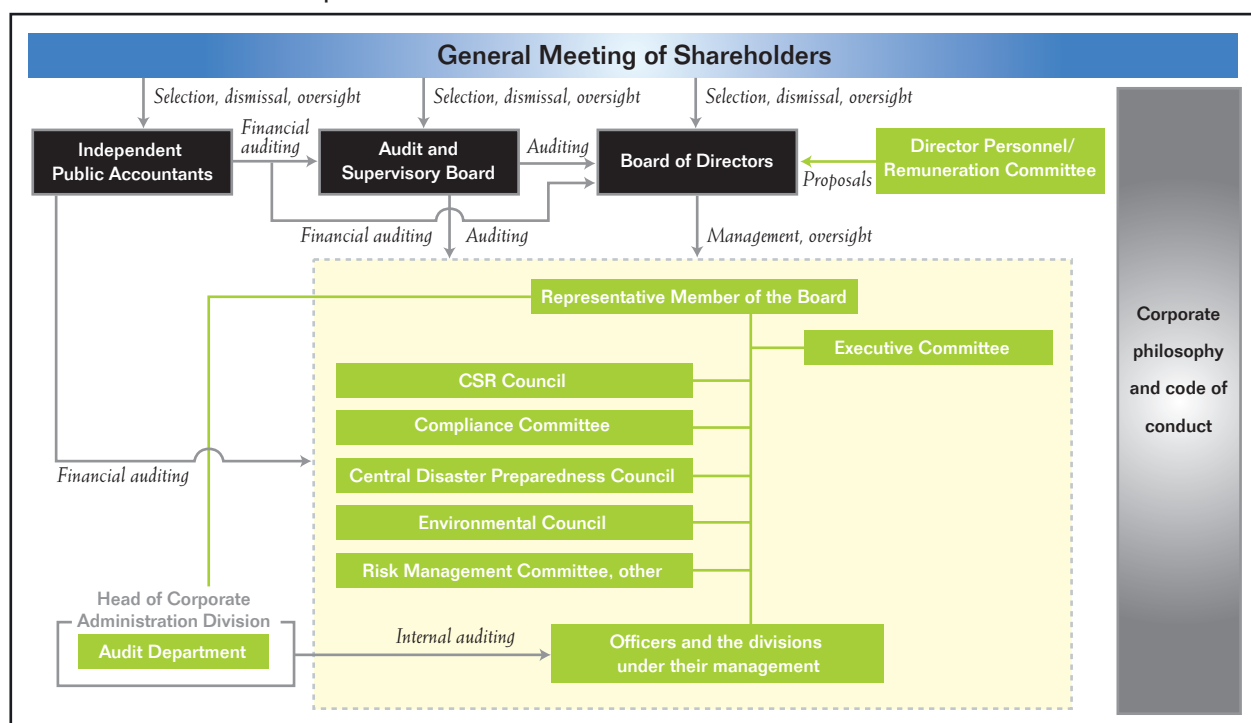 General Meeting of Shareholders
Selection, dismissal, oversight
Selection, dismissal, oversight
Selection, dismissal, oversight
Independent
Public Accountants
Financial
auditing
Audit and
Supervisory Board
Auditing
Board of Directors
Proposals
Director Personnel/
Remuneration Committee
Financial auditing
Auditing
Management, oversight
Representative Member of the Board
Executive Committee
CSR Council
Compliance Committee
Central Disaster Preparedness Council
Environmental Council
Risk Management Committee, other
Financial auditing
Head of Corporate
Administration Division
Audit Department
Internal auditing
Officers and the divisions
under their management
Corporate
philosophy
and code of
conduct